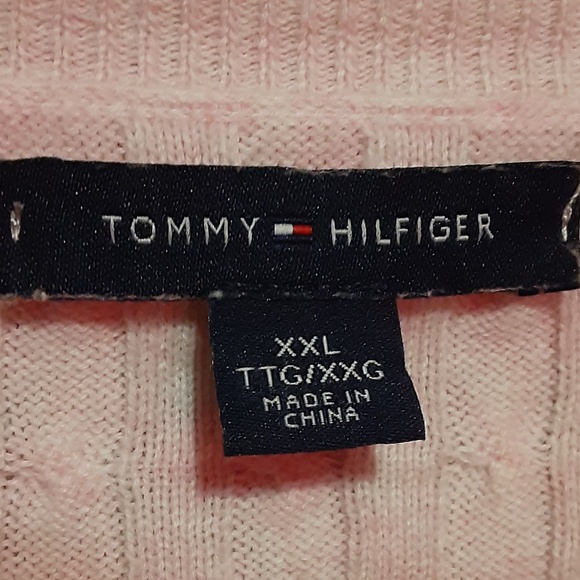 TOMMY HILFIGER
XXL
TTG/XXG
MADE IN
CHINA